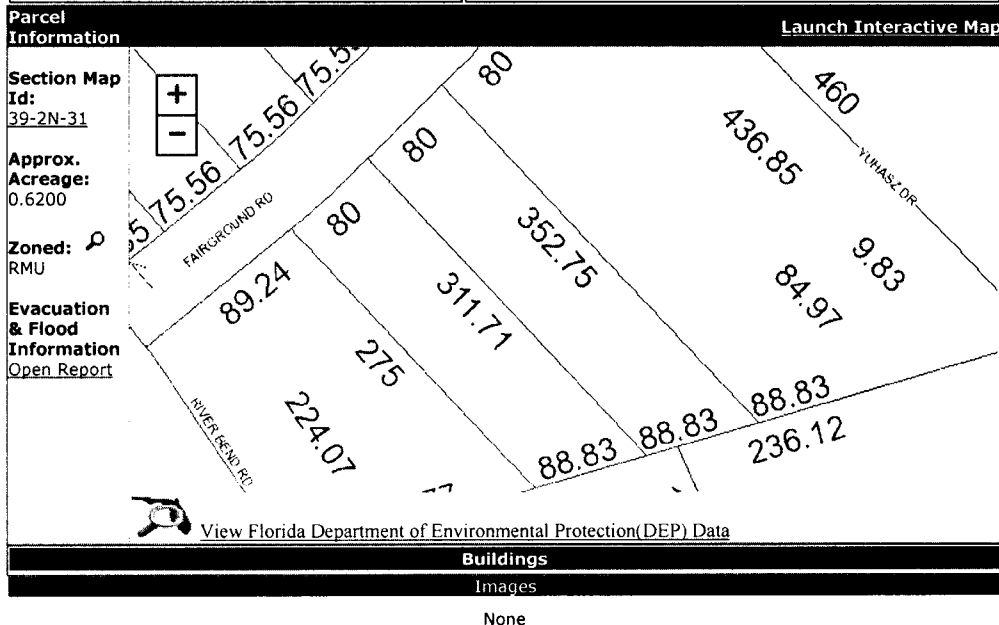 Parcel
Information
Launch Interactive Map
Section Map
Id:
39-2N-31
Approx.
Acreage:
0.6200
Zoned:
RMU
Evacuation
& Flood
Information
Open Report
+
−
75.56
75.56
80
80
80
FAIRGROUND RD
89.24
460
436.85
YUHASZ DR
352.75
9.83
84.97
311.71
275
224.07
RIVER BEND RD
88.83
88.83
88.83
236.12
View Florida Department of Environmental Protection(DEP) Data
Buildings
Images
None